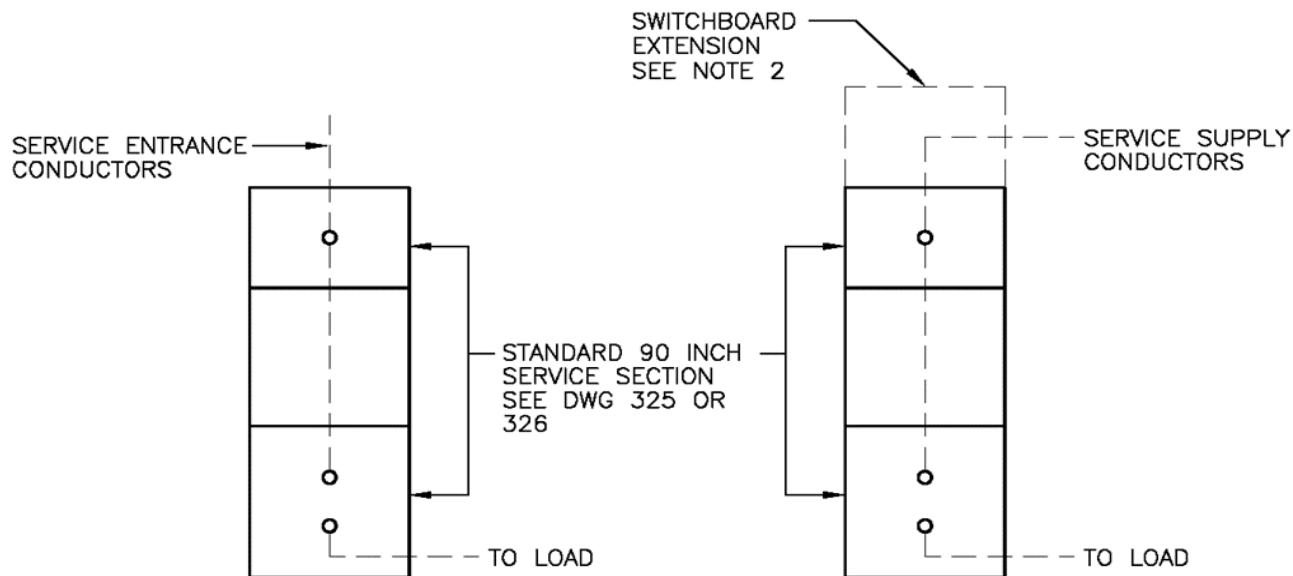 SWITCHBOARD
EXTENSION
SEE NOTE 2
SERVICE ENTRANCE
CONDUCTORS
SERVICE SUPPLY
CONDUCTORS
STANDARD 90 INCH
SERVICE SECTION
SEE DWG 325 OR
326
TO LOAD
TO LOAD